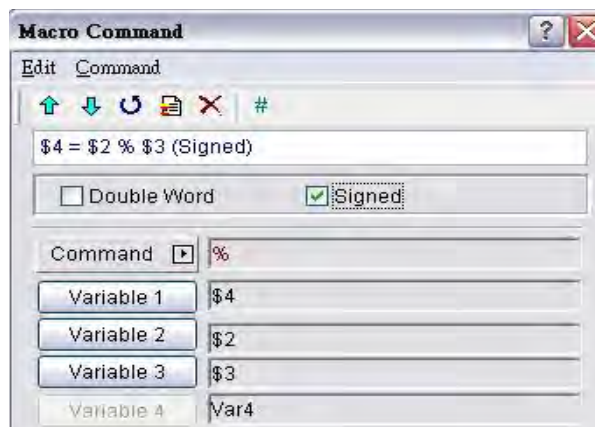 Macro Command
Edit Command
#
$4 = $2 % $3 (Signed)
Double Word Signed
Command %
Variable 1 $4
Variable 2 $2
Variable 3 $3
Variable 4 Var4